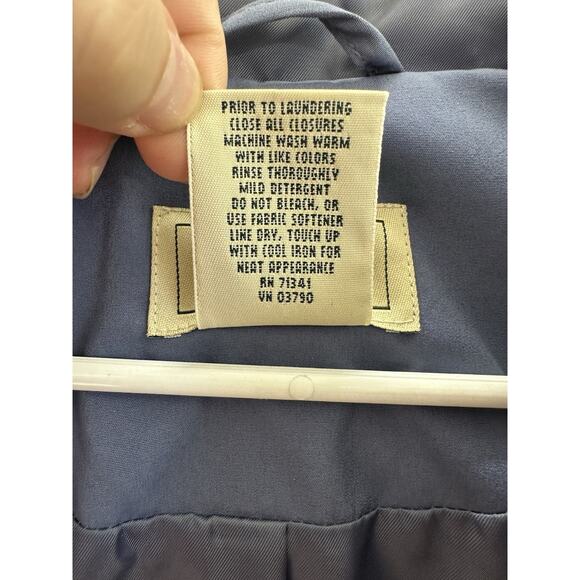 PRIOR TO LAUNDERING
CLOSE ALL CLOSURES
MACHINE WASH WARM
WITH LIKE COLORS
RINSE THOROUGHLY
MILD DETERGENT
DO NOT BLEACH, OR
USE FABRIC SOFTENER
LINE DRY, TOUCH UP
WITH COOL IRON FOR
NEAT APPEARANCE
RN 71341
VN 03790